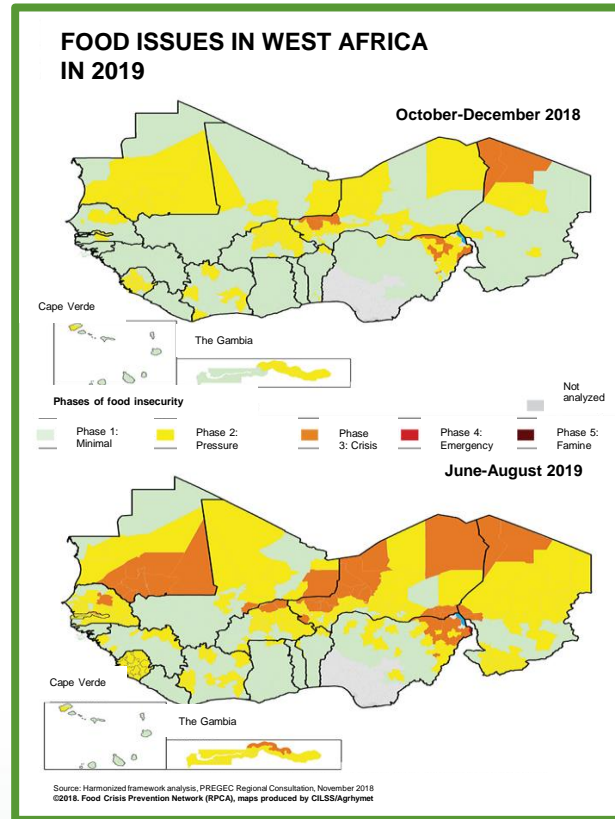 FOOD ISSUES IN WEST AFRICA
IN 2019
October-December 2018
Cape Verde
The Gambia
Phases of food insecurity
Not
analyzed
Phase 1:
Minimal
Phase 2:
Pressure
Phase
3: Crisis
Phase 4:
Emergency
Phase 5:
Famine
June-August 2019
Cape Verde
The Gambia
Source: Harmonized framework analysis, PREGEC Regional Consultation, November 2018
©2018. Food Crisis Prevention Network (RPCA), maps produced by CILSS/Agrhymet